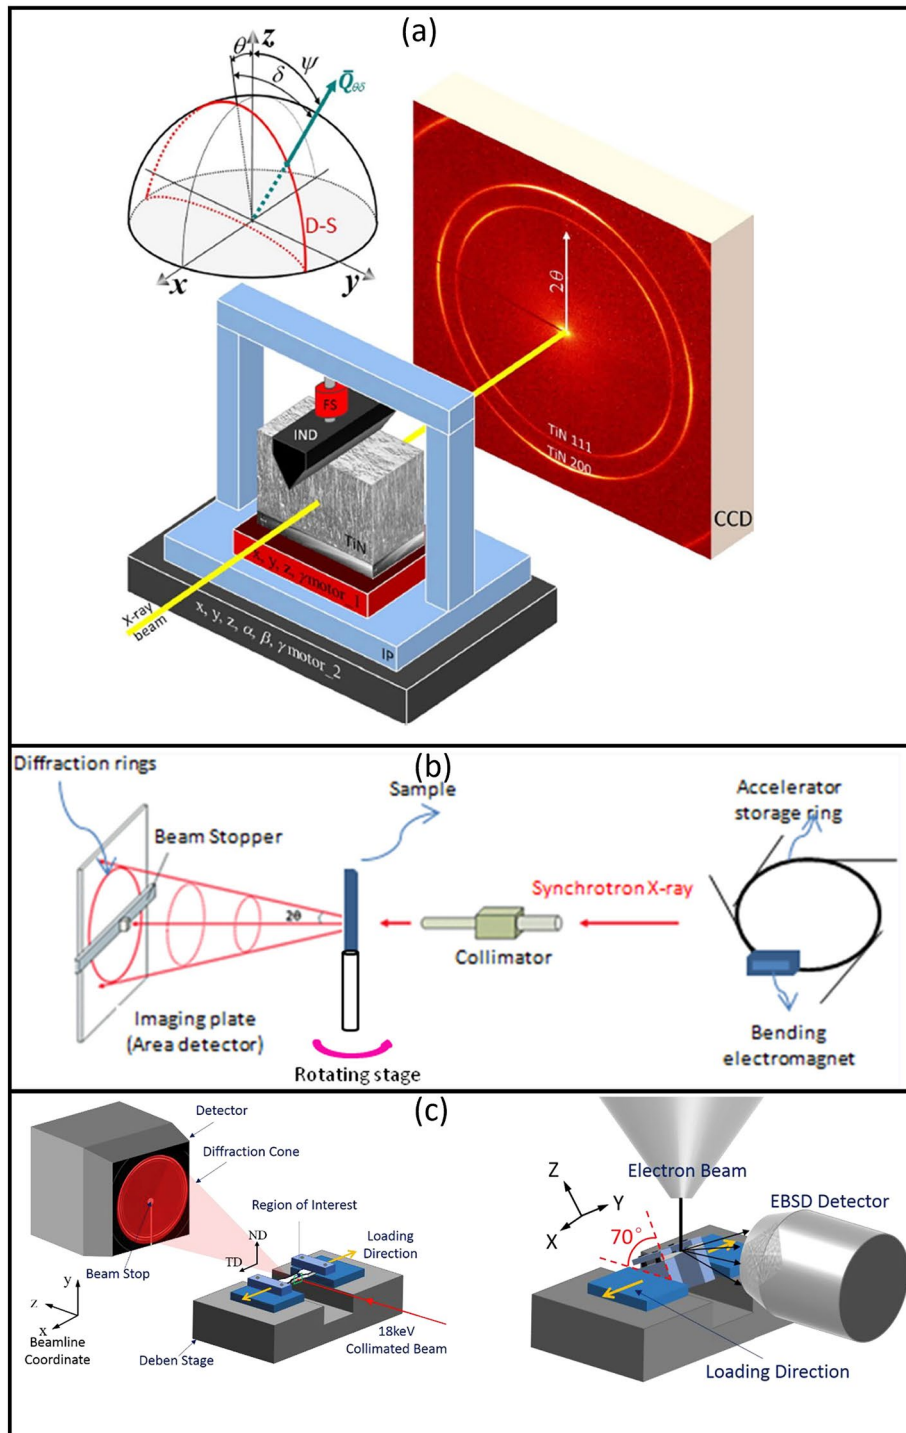 (a)
θ
z
ψ
δ
Q̄θδ
D-S
x
y
2θ
FS
IND
TiN 111
TiN 200
TiN
CCD
x, y, z, γ motor_1
X-ray
beam
IP
x, y, z, α, β, γ motor_2
(b)
Diffraction rings
Sample
Accelerator
storage ring
Beam Stopper
Synchrotron X-ray
2θ
Collimator
Imaging plate
(Area detector)
Bending
electromagnet
Rotating stage
(c)
Detector
Diffraction Cone
Region of Interest
Loading
Direction
ND
TD
Beam Stop
y
z
x
Beamline
Coordinate
18keV
Collimated Beam
Deben Stage
Electron Beam
Z
Y
X
EBSD Detector
70°
Loading Direction